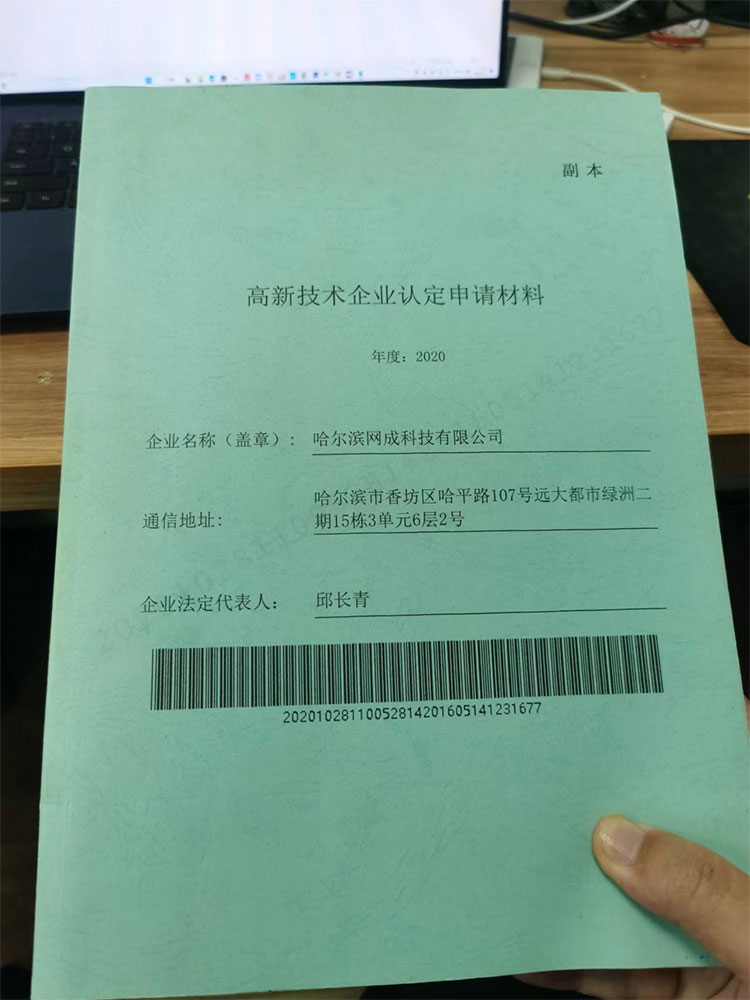 副 本
高新技术企业认定申请材料
年度：2020
企业名称（盖章）： 哈尔滨网成科技有限公司
哈尔滨市香坊区哈平路107号远大都市绿洲二
通信地址: 期15栋3单元6层2号
企业法定代表人： 邱长青
20201028110052814201605141231677